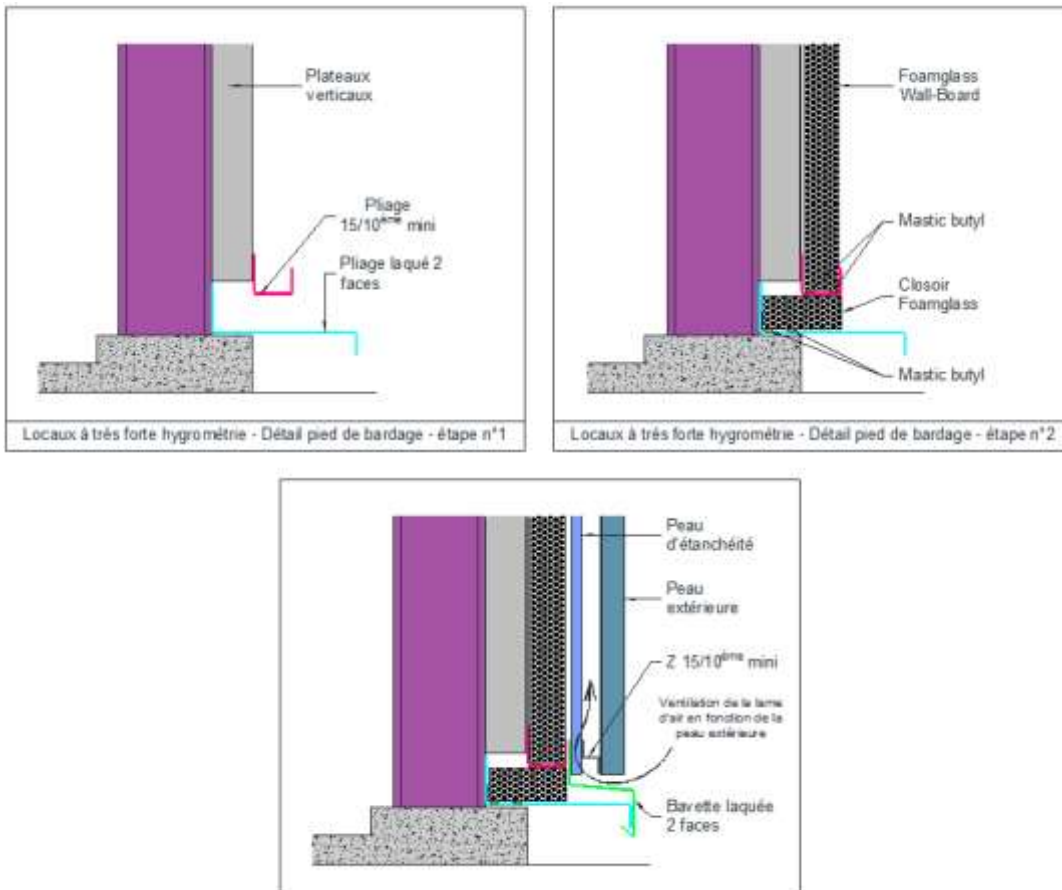 Plateaux
verticaux
Pliage
15/10ème mini
Pliage laqué 2
faces
Locaux à très forte hygrométrie - Détail pied de bardage - étape n°1
Foamglass
Wall-Board
Mastic butyl
Closoir
Foamglass
Mastic butyl
Locaux à très forte hygrométrie - Détail pied de bardage - étape n°2
Peau
d'étanchéité
Peau
extérieure
Z 15/10ème mini
Ventilation de la lame
d'air en fonction de la
peau extérieure
Bavette laquée
2 faces